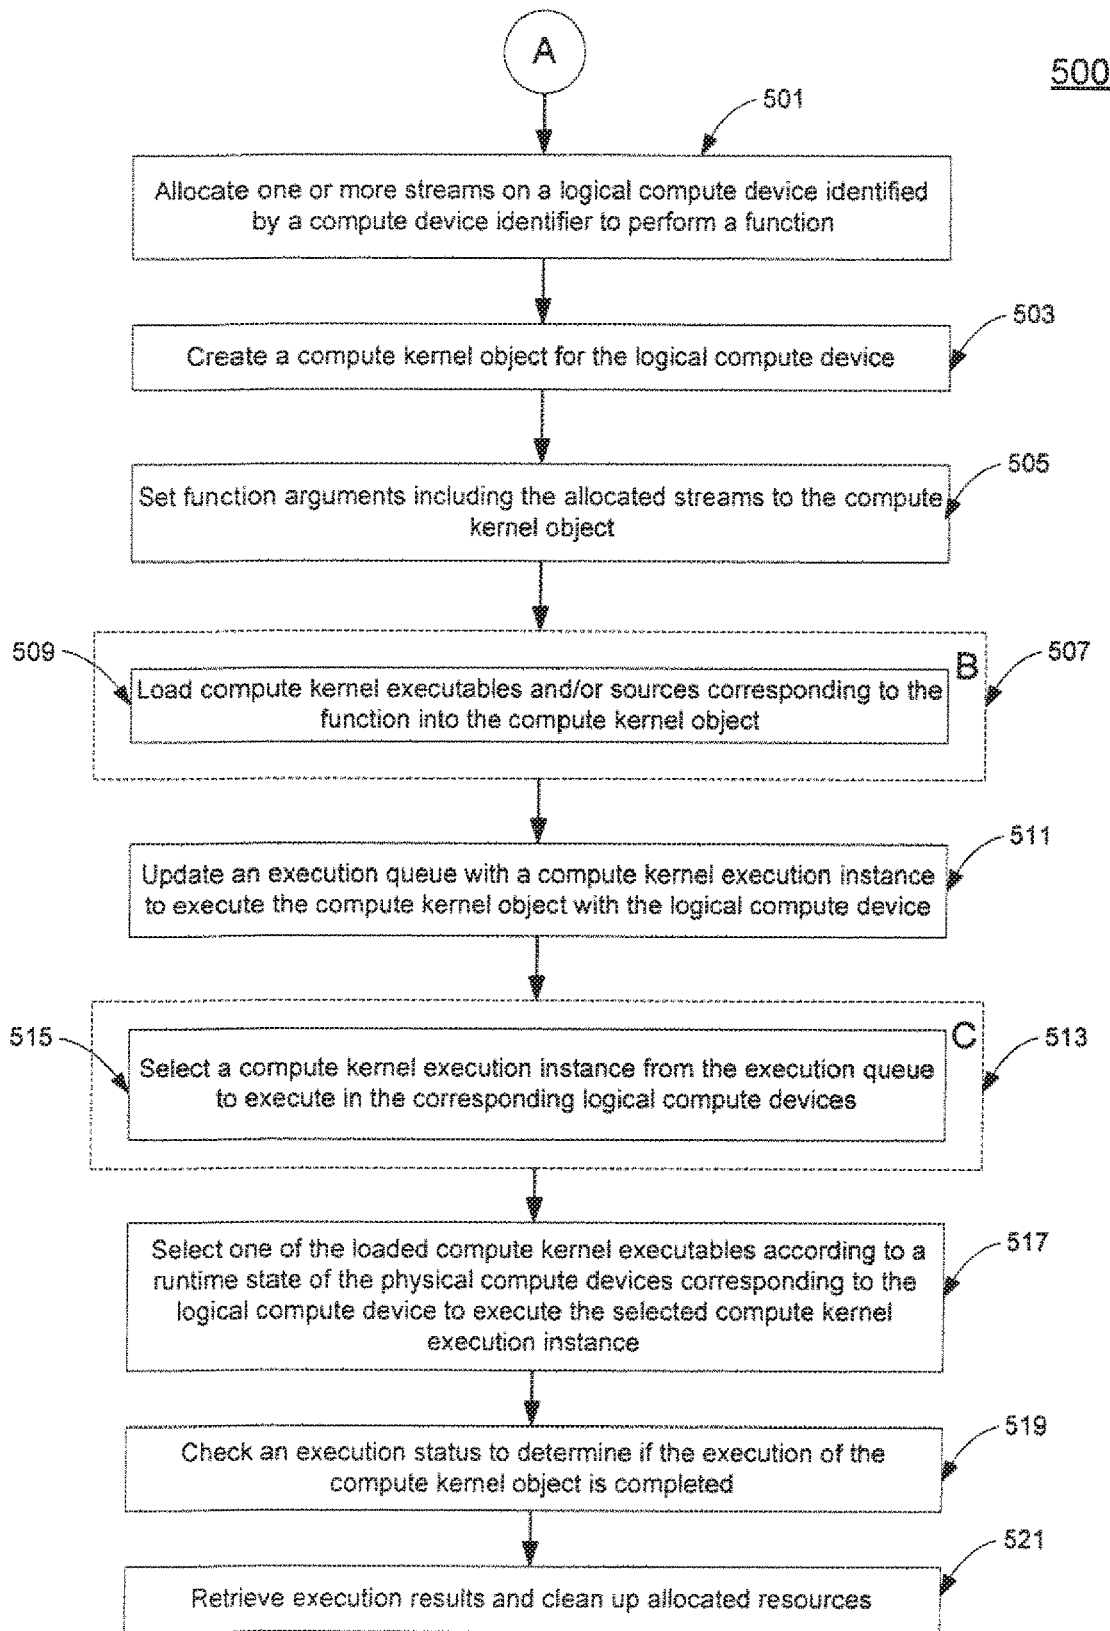 A
500
501
Allocate one or more streams on a logical compute device identified
by a compute device identifier to perform a function
503
Create a compute kernel object for the logical compute device
505
Set function arguments including the allocated streams to the compute
kernel object
509
B
507
Load compute kernel executables and/or sources corresponding to the
function into the compute kernel object
511
Update an execution queue with a compute kernel execution instance
to execute the compute kernel object with the logical compute device
515
C
513
Select a compute kernel execution instance from the execution queue
to execute in the corresponding logical compute devices
517
Select one of the loaded compute kernel executables according to a
runtime state of the physical compute devices corresponding to the
logical compute device to execute the selected compute kernel
execution instance
519
Check an execution status to determine if the execution of the
compute kernel object is completed
521
Retrieve execution results and clean up allocated resources